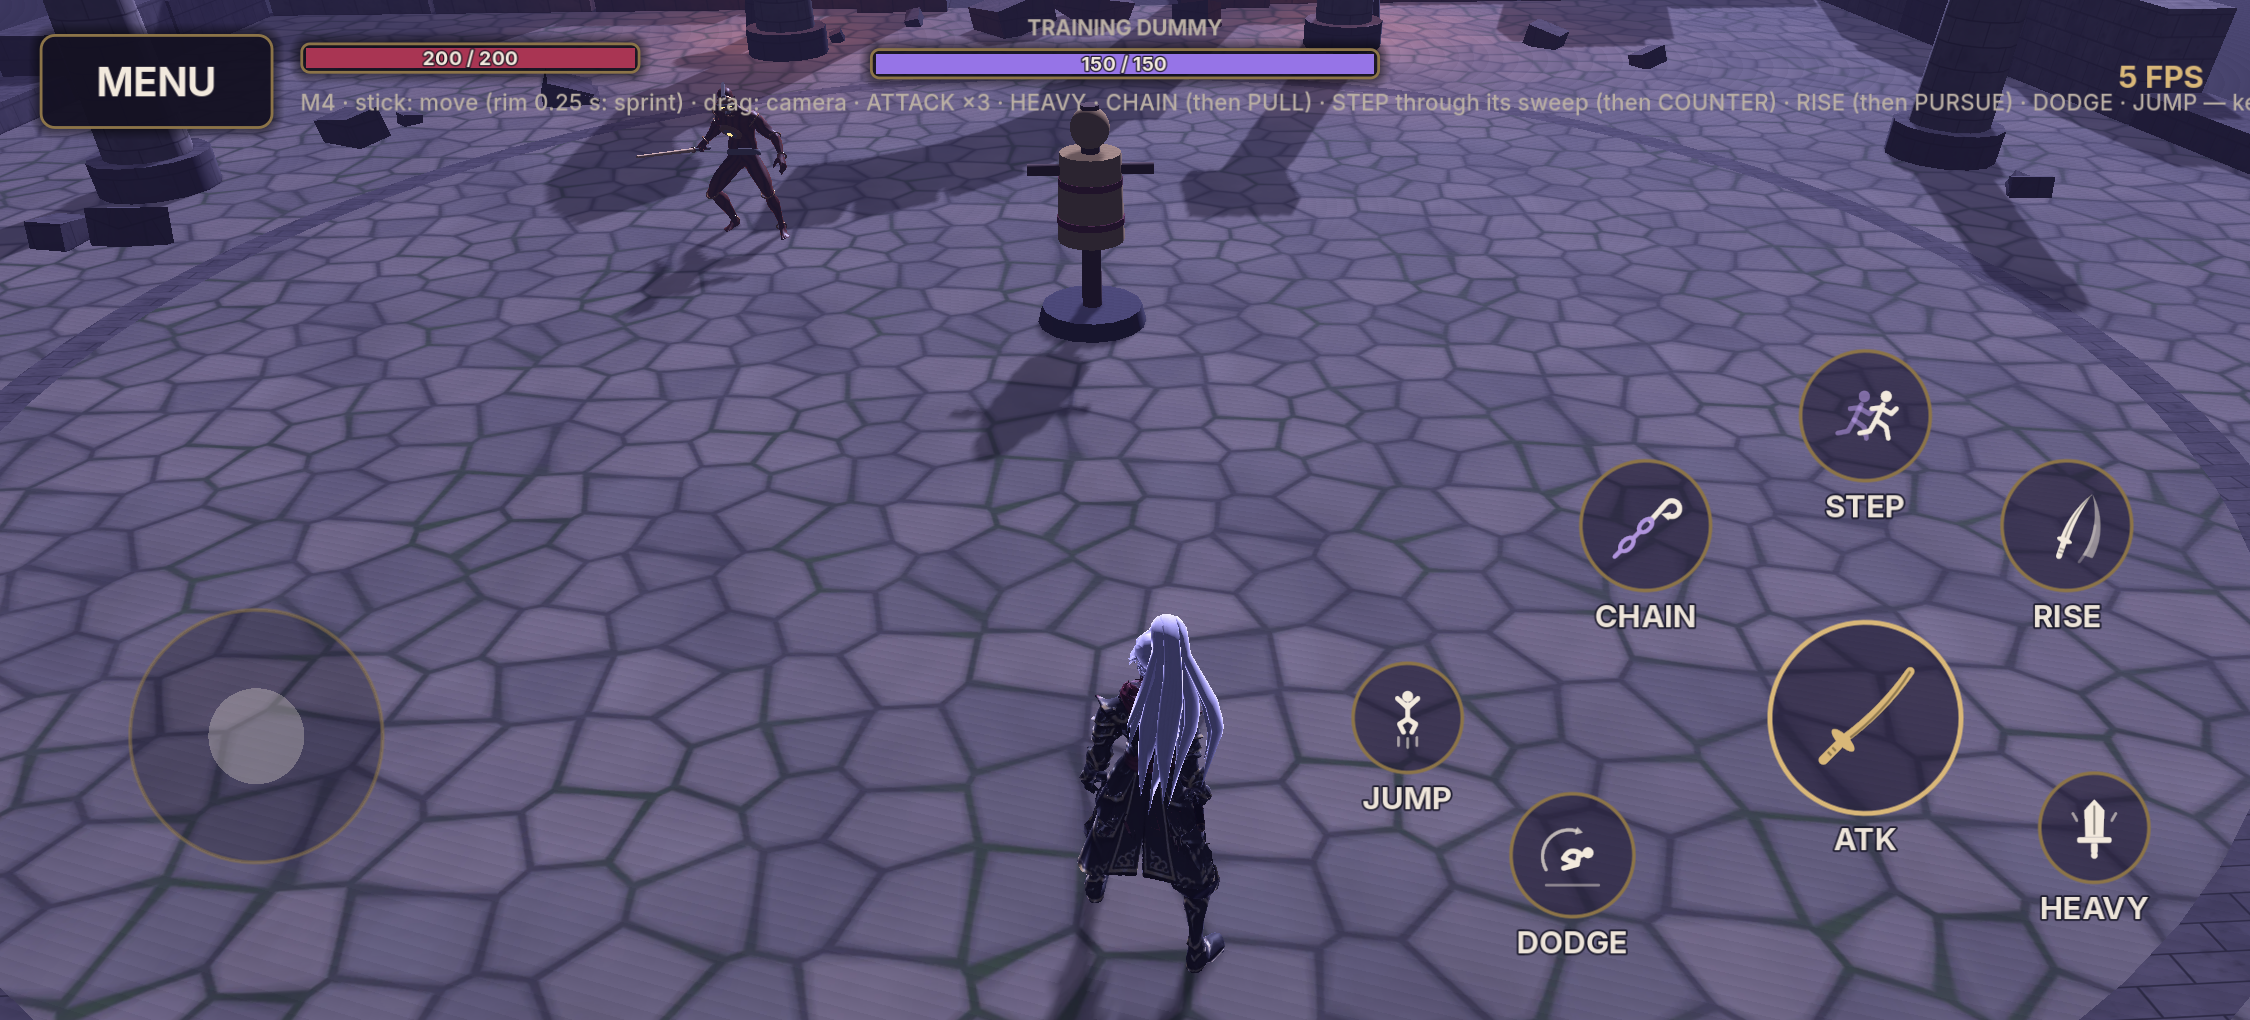 TRAINING DUMMY
MENU
200 / 200
150 / 150
5 FPS
M4 · stick: move (rim 0.25 s: sprint) · drag: camera · ATTACK ×3 · HEAVY · CHAIN (then PULL) · STEP through its sweep (then COUNTER) · RISE (then PURSUE) · DODGE · JUMP —
STEP
CHAIN
RISE
JUMP
ATK
HEAVY
DODGE